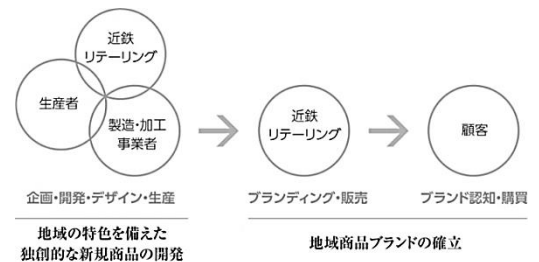 近鉄
リテーリング
生産者
製造・加工
事業者
近鉄
リテーリング
顧客
企画・開発・デザイン・生産
ブランディング・販売
ブランド認知・購買
地域の特色を備えた
独創的な新規商品の開発
地域商品ブランドの確立